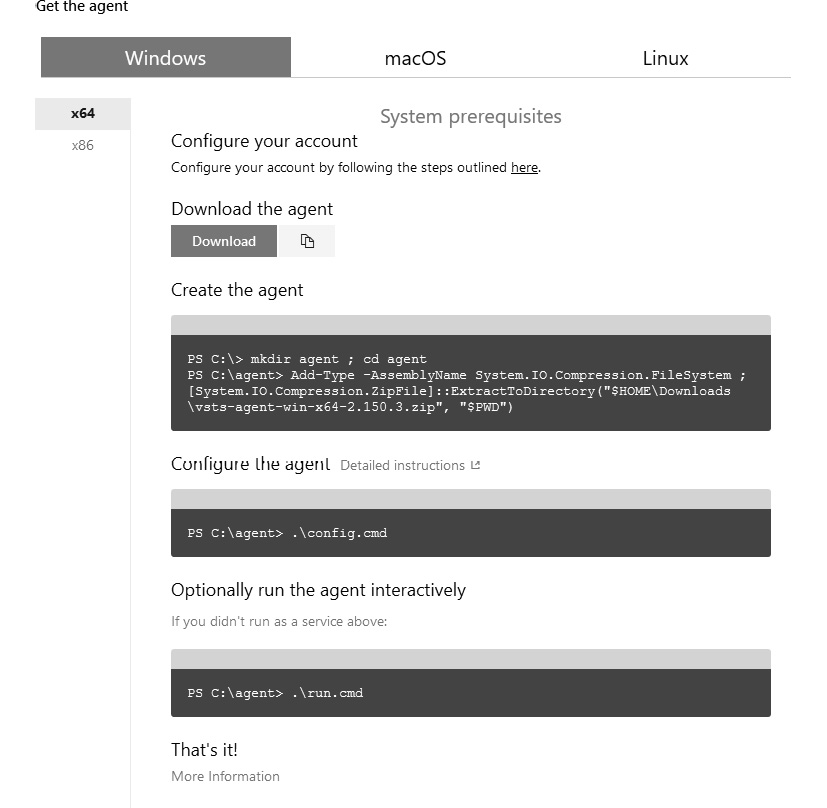 Get the agent
Windows
macOS
Linux
x64
x86
System prerequisites
Configure your account
Configure your account by following the steps outlined here.
Download the agent
Download
Create the agent
PS C:\> mkdir agent ; cd agent
PS C:\agent> Add-Type -AssemblyName System.IO.Compression.FileSystem ;
[System.IO.Compression.ZipFile]::ExtractToDirectory("$HOME\Downloads
\vsts-agent-win-x64-2.150.3.zip", "$PWD")
Configure the agent Detailed instructions
PS C:\agent> .\config.cmd
Optionally run the agent interactively
If you didn't run as a service above:
PS C:\agent> .\run.cmd
That's it!
More Information